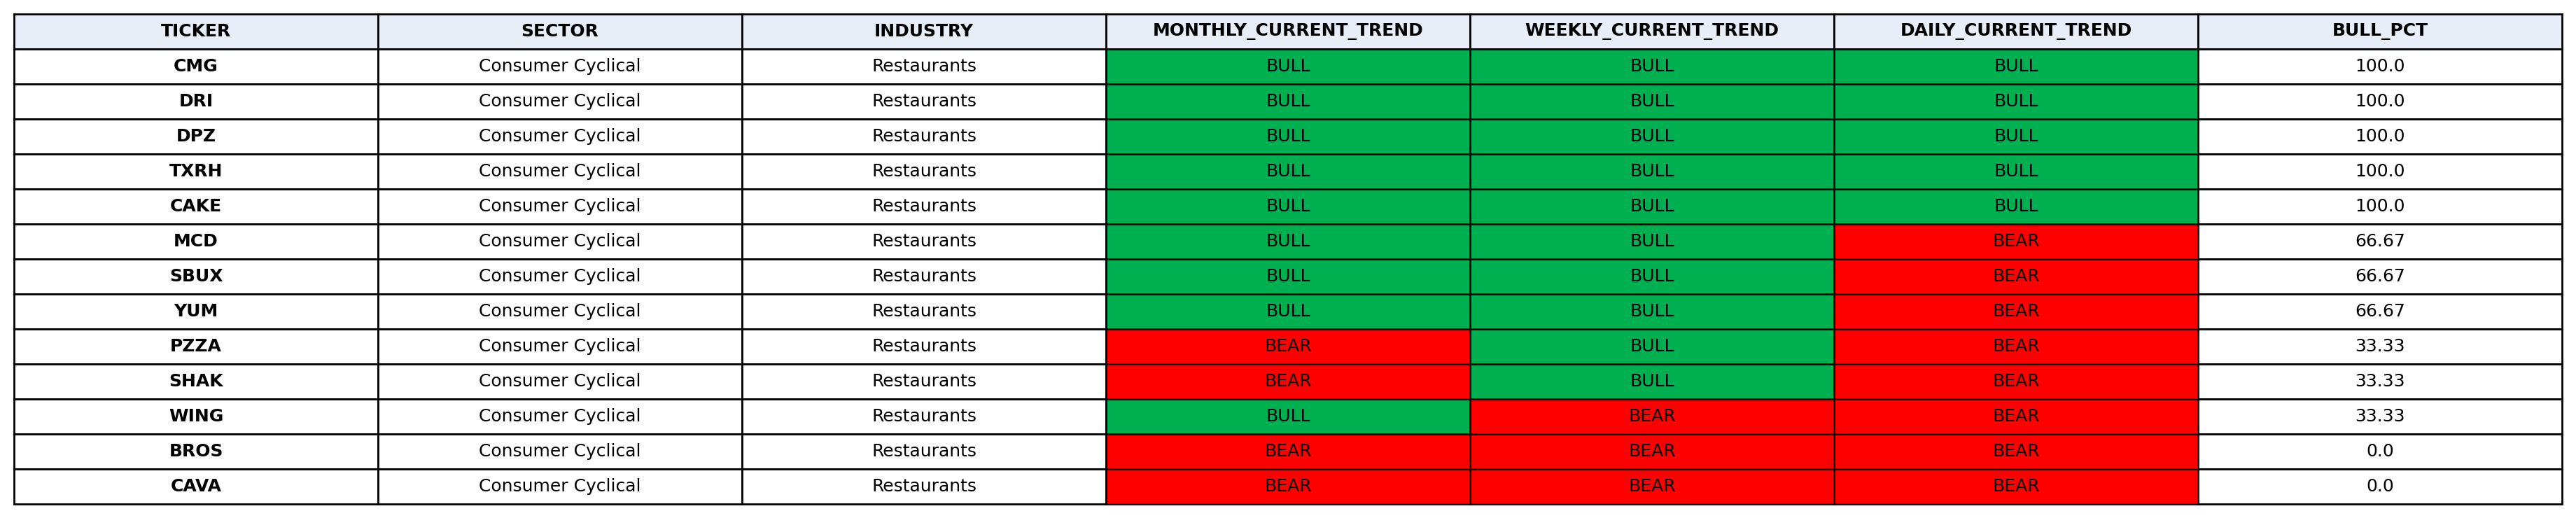 TICKER SECTOR INDUSTRY MONTHLY_CURRENT_TREND WEEKLY_CURRENT_TREND DAILY_CURRENT_TREND BULL_PCT
CMG Consumer Cyclical Restaurants BULL BULL BULL 100.0
DRI Consumer Cyclical Restaurants BULL BULL BULL 100.0
DPZ Consumer Cyclical Restaurants BULL BULL BULL 100.0
TXRH Consumer Cyclical Restaurants BULL BULL BULL 100.0
CAKE Consumer Cyclical Restaurants BULL BULL BULL 100.0
MCD Consumer Cyclical Restaurants BULL BULL BEAR 66.67
SBUX Consumer Cyclical Restaurants BULL BULL BEAR 66.67
YUM Consumer Cyclical Restaurants BULL BULL BEAR 66.67
PZZA Consumer Cyclical Restaurants BEAR BULL BEAR 33.33
SHAK Consumer Cyclical Restaurants BEAR BULL BEAR 33.33
WING Consumer Cyclical Restaurants BULL BEAR BEAR 33.33
BROS Consumer Cyclical Restaurants BEAR BEAR BEAR 0.0
CAVA Consumer Cyclical Restaurants BEAR BEAR BEAR 0.0